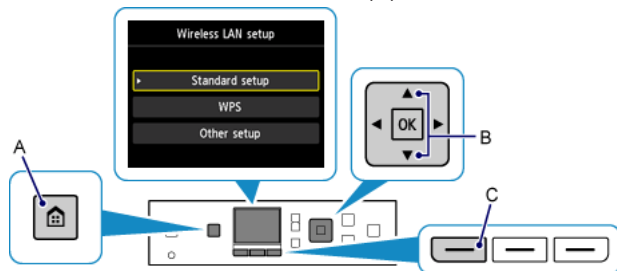 Wireless LAN setup
Standard setup
WPS
Other setup
A
OK
B
C